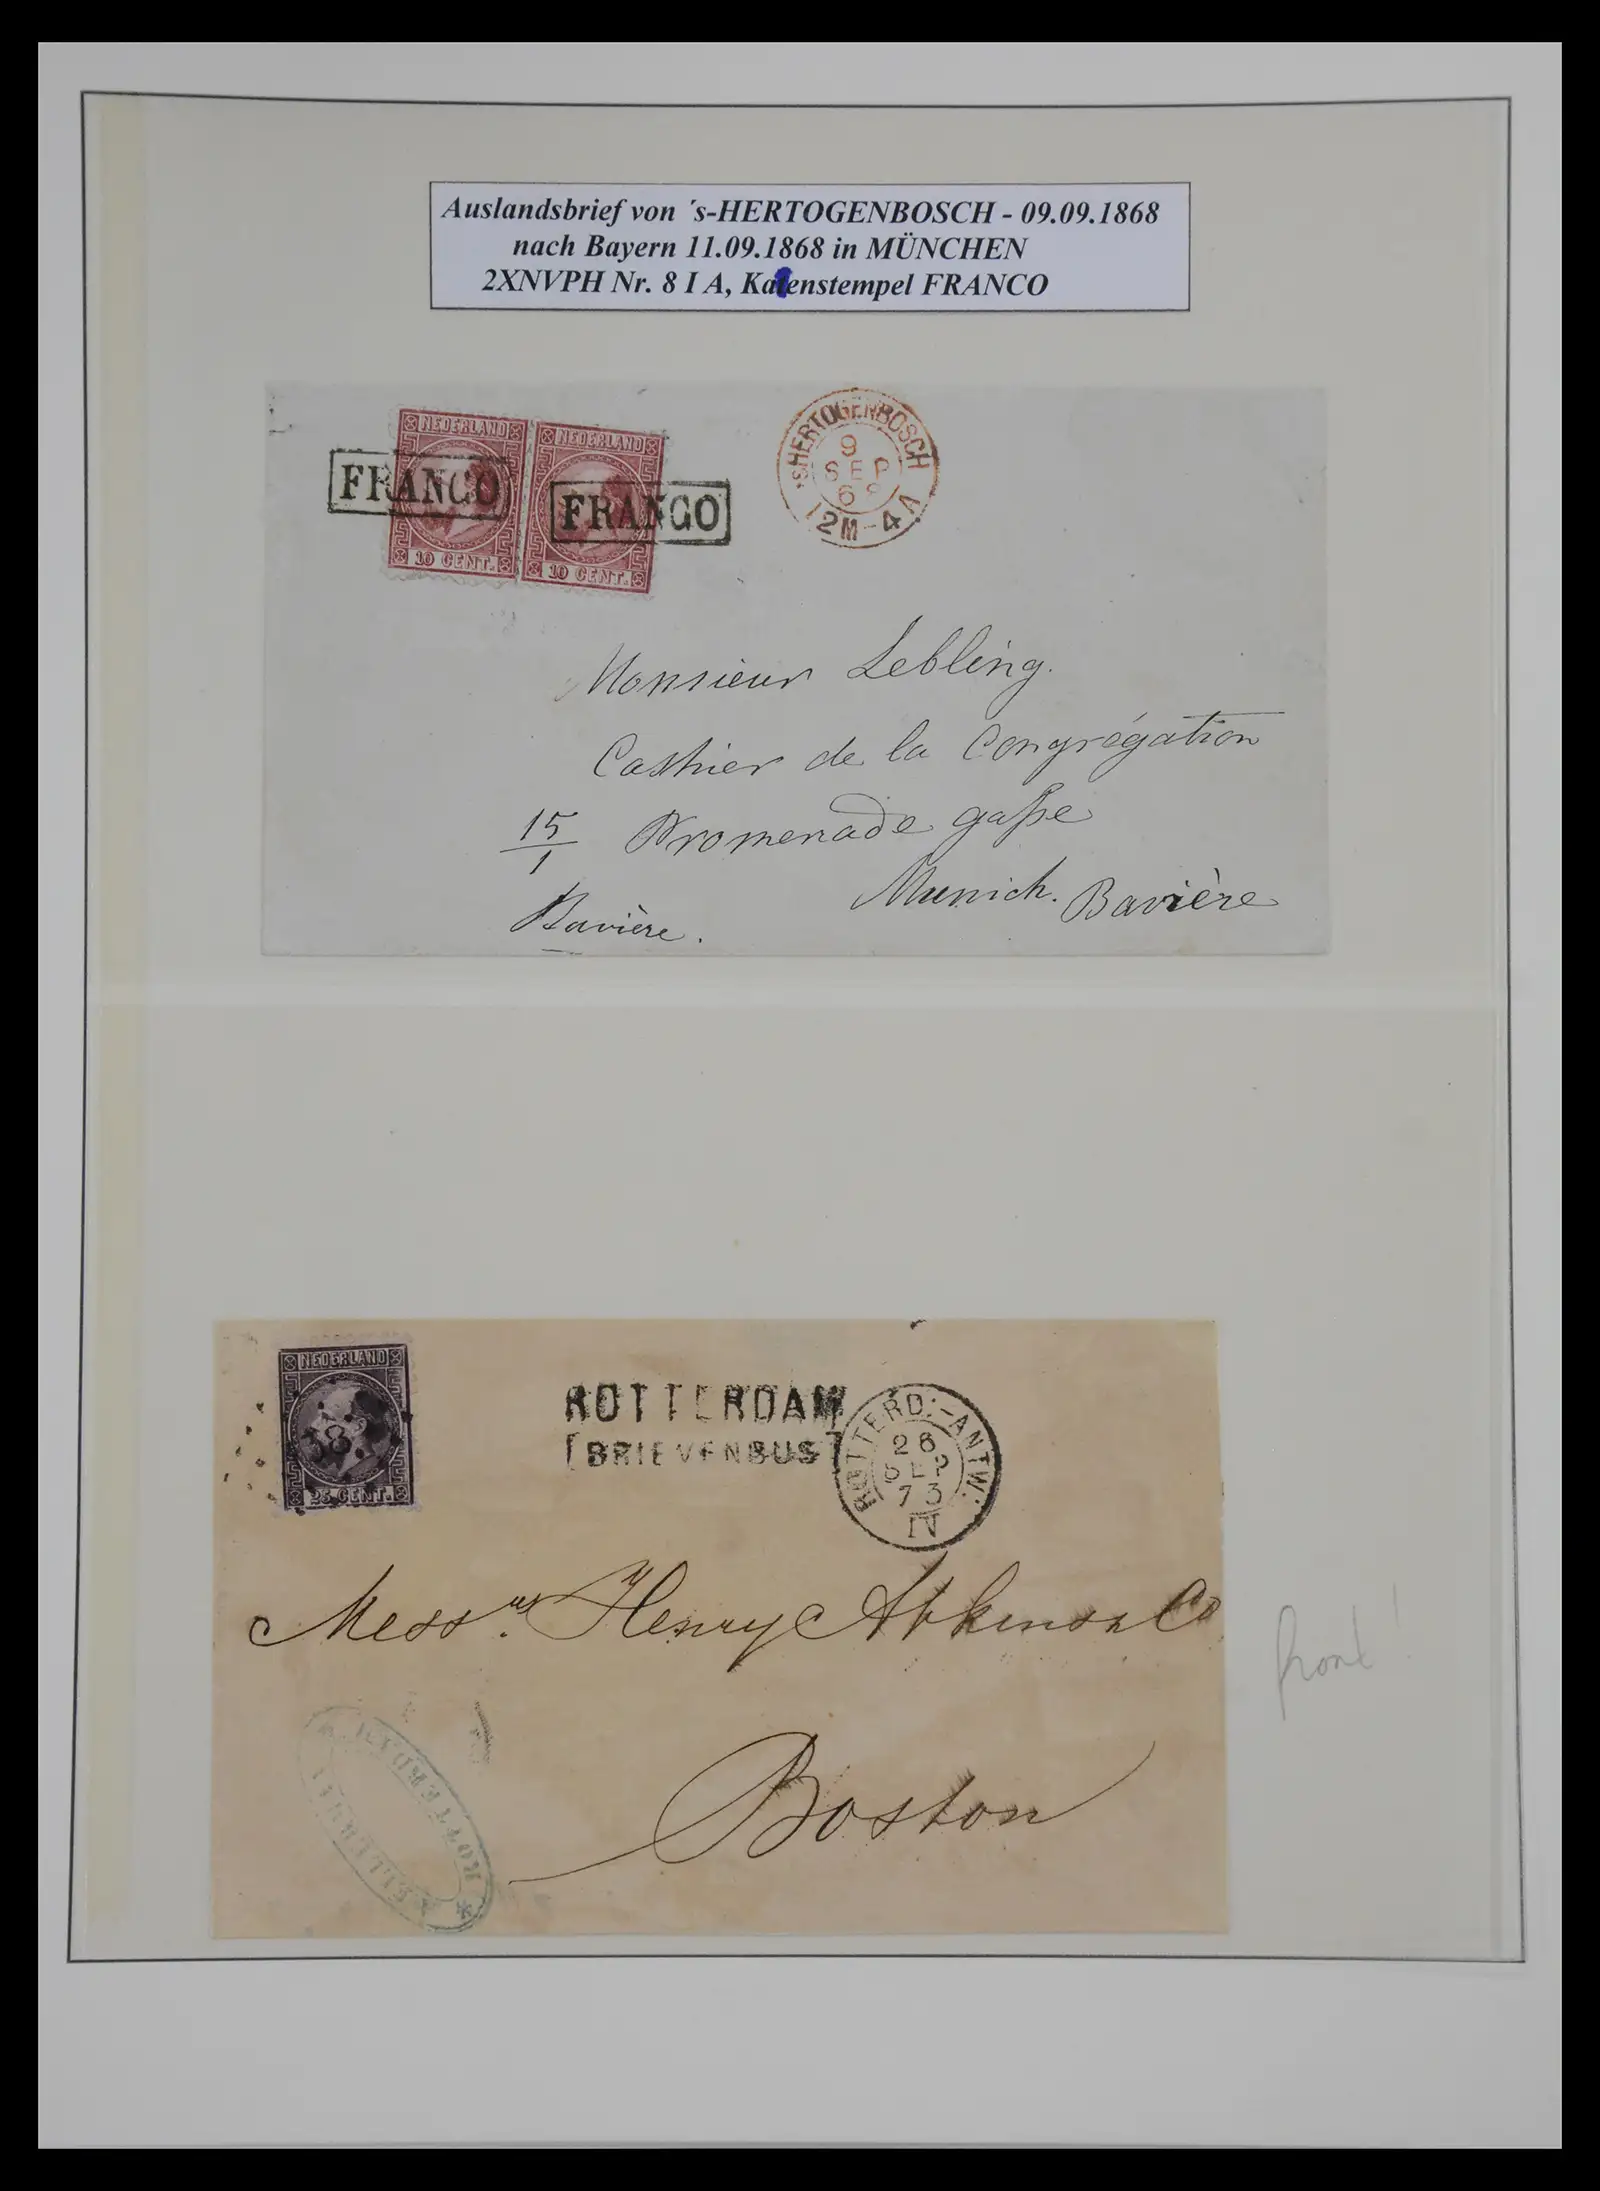 Auslandsbrief von ´s-HERTOGENBOSCH - 09.09.1868
nach Bayern 11.09.1868 in MÜNCHEN
2XNVPH Nr. 8 I A, Kastenstempel FRANCO
NEDERLAND
10 CENT.
NEDERLAND
10 CENT.
FRANCO
FRANCO
'SHERTOGENBOSCH
9
SEP
68
12M-4A
Monsieur Lebling.
Cashier de la Congrégation
15/1 Promenade gaße
Munich. Bavière
Bavière.
NEDERLAND
25 CENT.
ROTTERDAM
[BRIEVENBUS]
ROTTERD:-ANTW:
26
SEP
73
IV
Messrs. Henry Atkinson Co
Boston
ROTTERDAM
front!